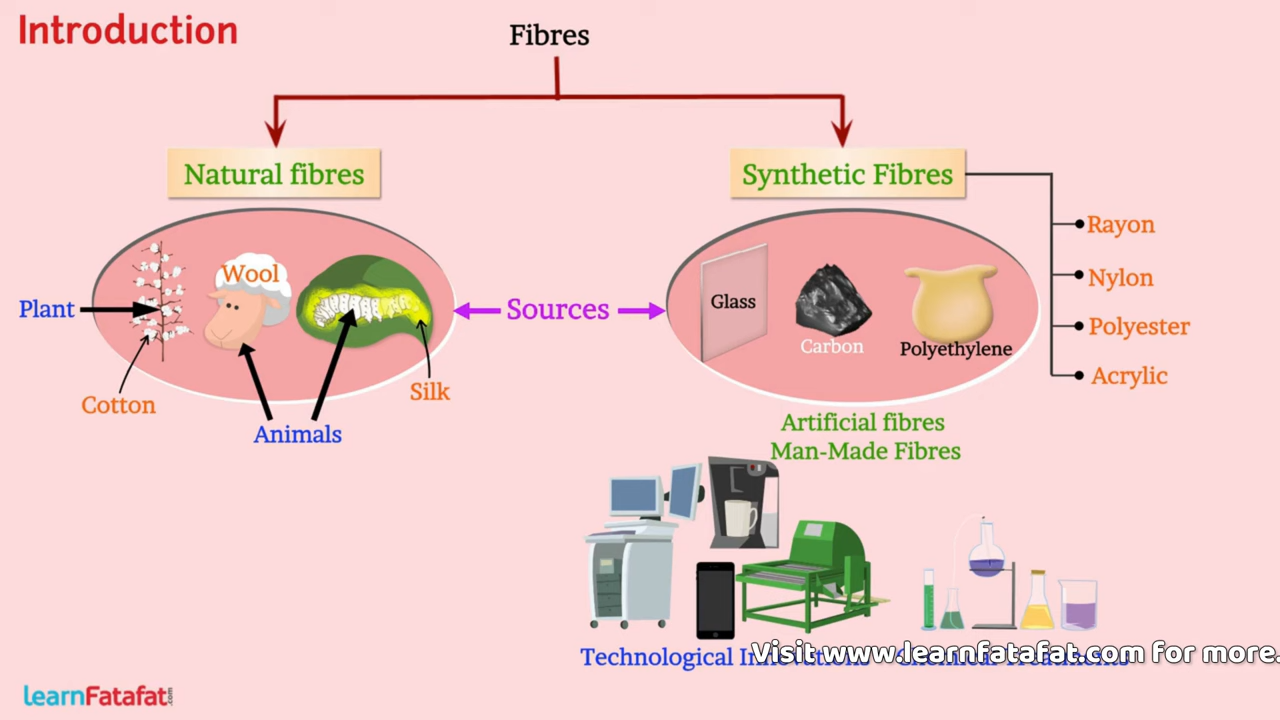 Introduction
Fibres
Natural fibres
Synthetic Fibres
Rayon
Nylon
Polyester
Acrylic
Wool
Plant
Cotton
Silk
Animals
Sources
Glass
Carbon
Polyethylene
Artificial fibres
Man-Made Fibres
Technological
Visit www.learnfatafat.com for more.
learnFatafat.com